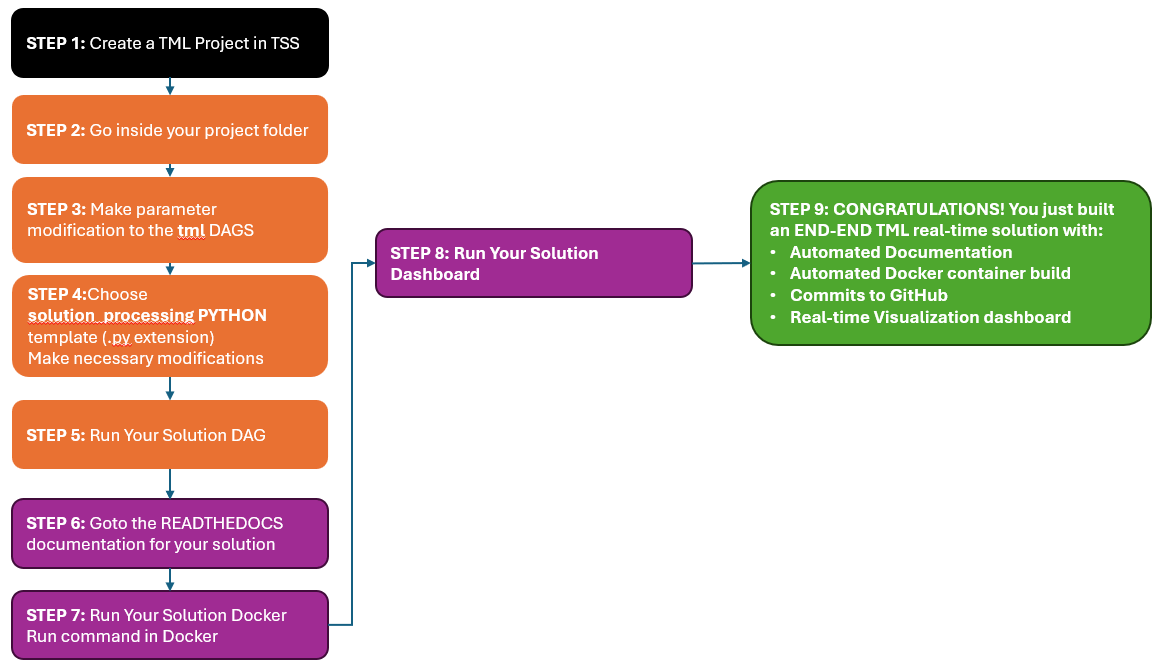 STEP 1: Create a TML Project in TSS
STEP 2: Go inside your project folder
STEP 3: Make parameter
modification to the tml DAGS
STEP 4:Choose
solution_processing PYTHON
template (.py extension)
Make necessary modifications
STEP 5: Run Your Solution DAG
STEP 6: Goto the READTHEDOCS
documentation for your solution
STEP 7: Run Your Solution Docker
Run command in Docker
STEP 8: Run Your Solution
Dashboard
STEP 9: CONGRATULATIONS! You just built
an END-END TML real-time solution with:
• Automated Documentation
• Automated Docker container build
• Commits to GitHub
• Real-time Visualization dashboard